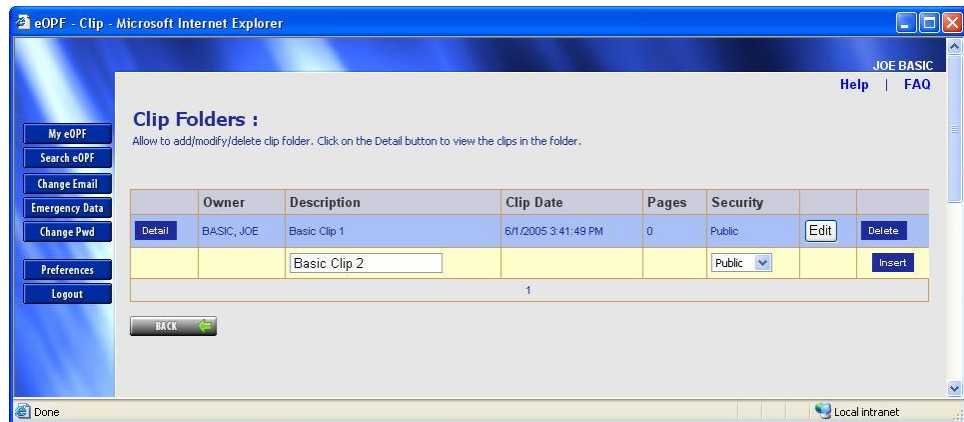 eOPF - Clip - Microsoft Internet Explorer
JOE BASIC
Help | FAQ
Clip Folders :
Allow to add/modify/delete clip folder. Click on the Detail button to view the clips in the folder.
My eOPF
Search eOPF
Change Email
Emergency Data
Change Pwd
Preferences
Logout
Owner Description Clip Date Pages Security
Detail BASIC, JOE Basic Clip 1 6/1/2005 3:41:49 PM 0 Public Edit Delete
Basic Clip 2 Public Insert
1
BACK
Done Local intranet